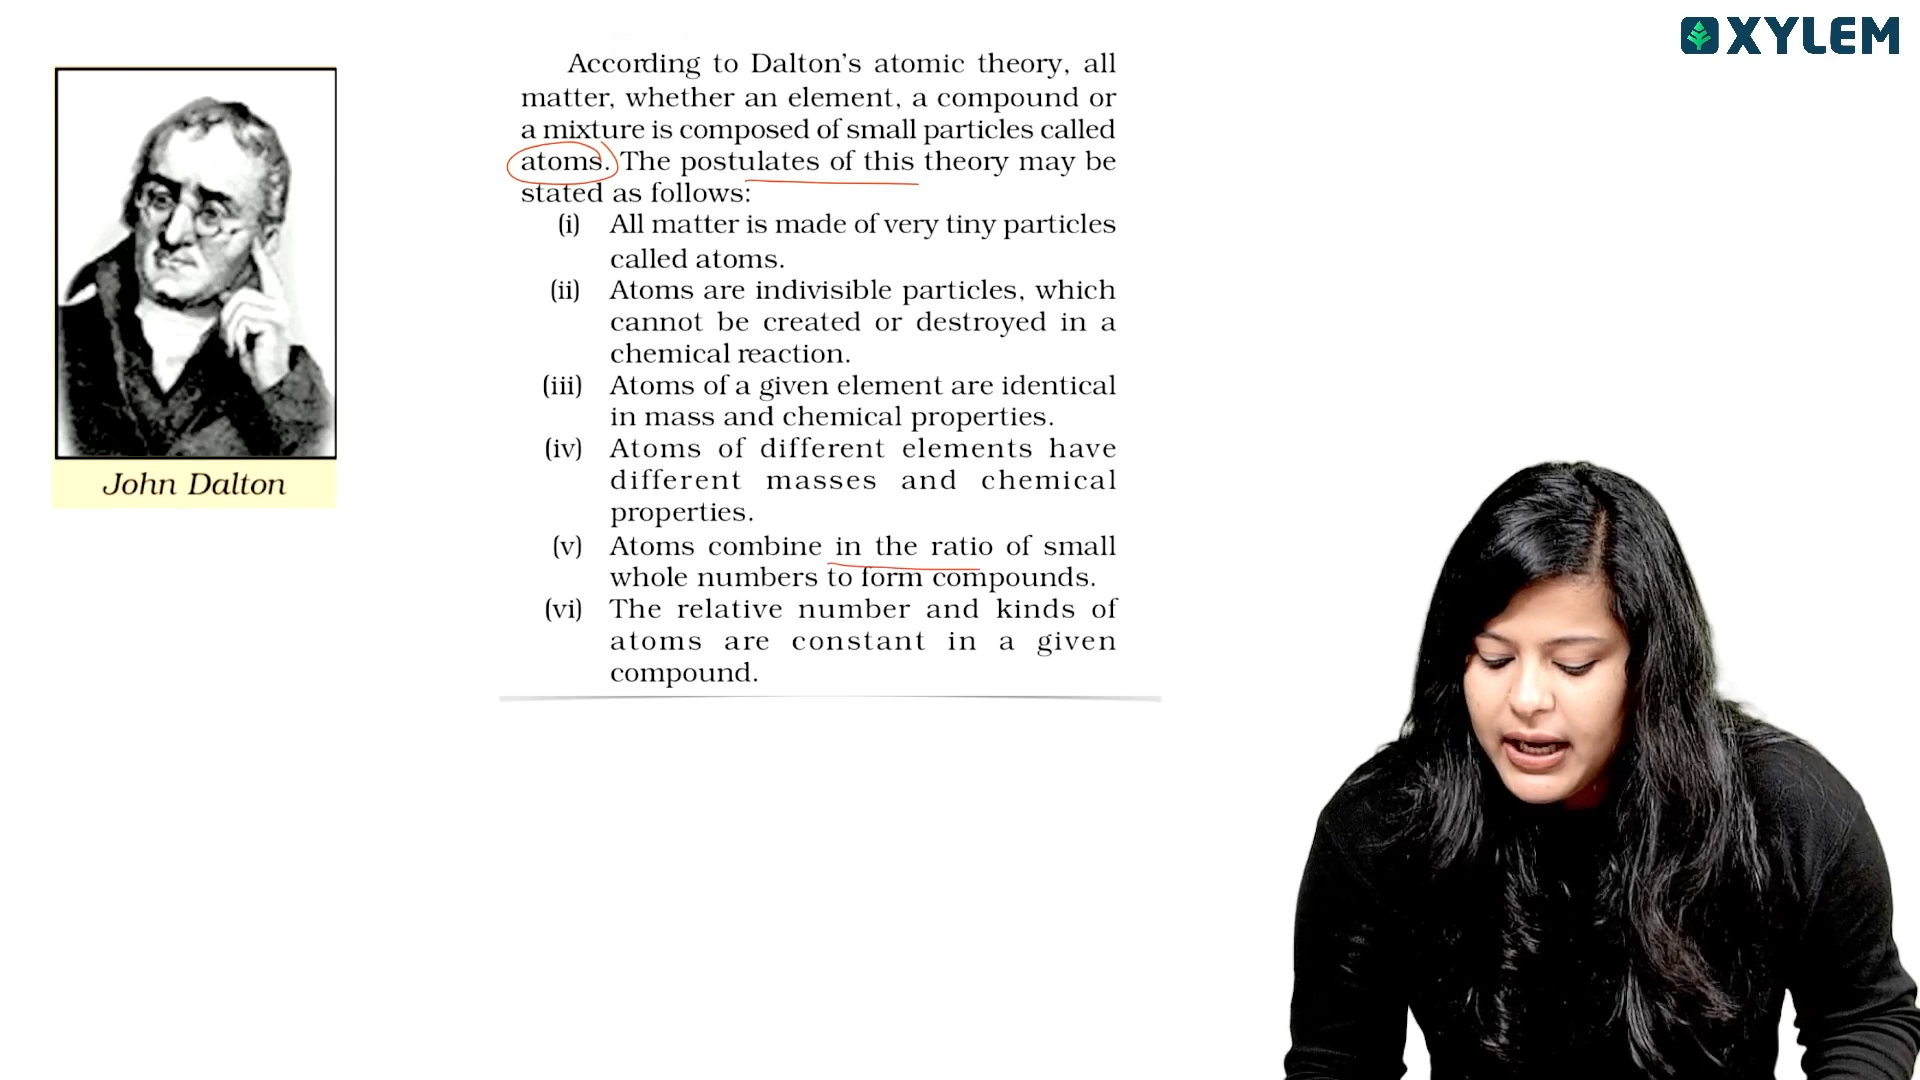 XYLEM
According to Dalton's atomic theory, all
matter, whether an element, a compound or
a mixture is composed of small particles called
atoms. The postulates of this theory may be
stated as follows:
(i) All matter is made of very tiny particles
called atoms.
(ii) Atoms are indivisible particles, which
cannot be created or destroyed in a
chemical reaction.
(iii) Atoms of a given element are identical
in mass and chemical properties.
(iv) Atoms of different elements have
different masses and chemical
properties.
(v) Atoms combine in the ratio of small
whole numbers to form compounds.
(vi) The relative number and kinds of
atoms are constant in a given
compound.
John Dalton